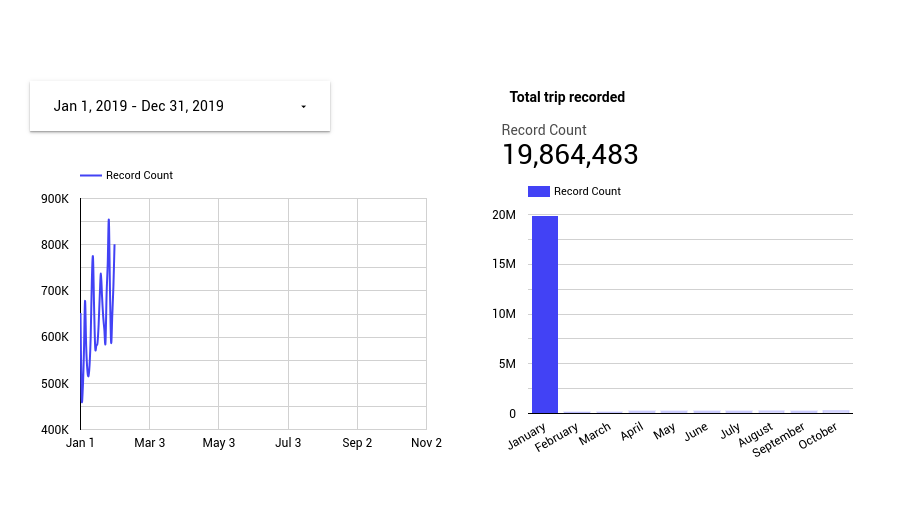 Jan 1, 2019 - Dec 31, 2019
Total trip recorded
Record Count
19,864,483
Record Count
900K
800K
700K
600K
500K
400K
Jan 1 Mar 3 May 3 Jul 3 Sep 2 Nov 2
Record Count
20M
15M
10M
5M
0
January February March April May June July August September October